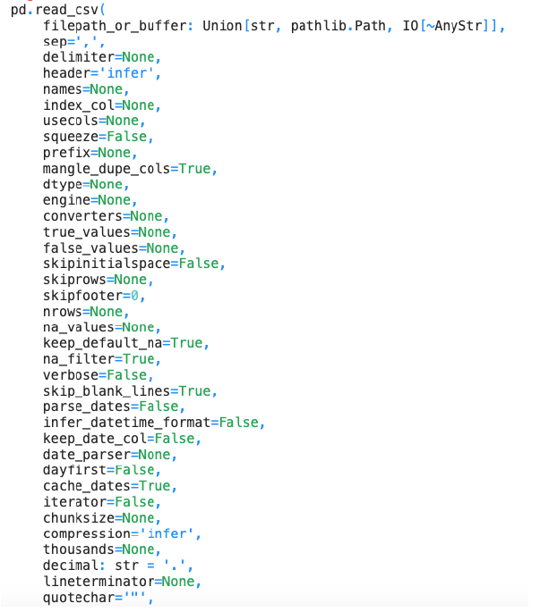 pd.read_csv(
filepath_or_buffer: Union[str, pathlib.Path, IO[~AnyStr]],
sep=',',
delimiter=None,
header='infer',
names=None,
index_col=None,
usecols=None,
squeeze=False,
prefix=None,
mangle_dupe_cols=True,
dtype=None,
engine=None,
converters=None,
true_values=None,
false_values=None,
skipinitialspace=False,
skiprows=None,
skipfooter=0,
nrows=None,
na_values=None,
keep_default_na=True,
na_filter=True,
verbose=False,
skip_blank_lines=True,
parse_dates=False,
infer_datetime_format=False,
keep_date_col=False,
date_parser=None,
dayfirst=False,
cache_dates=True,
iterator=False,
chunksize=None,
compression='infer',
thousands=None,
decimal: str = '.',
lineterminator=None,
quotechar='"',